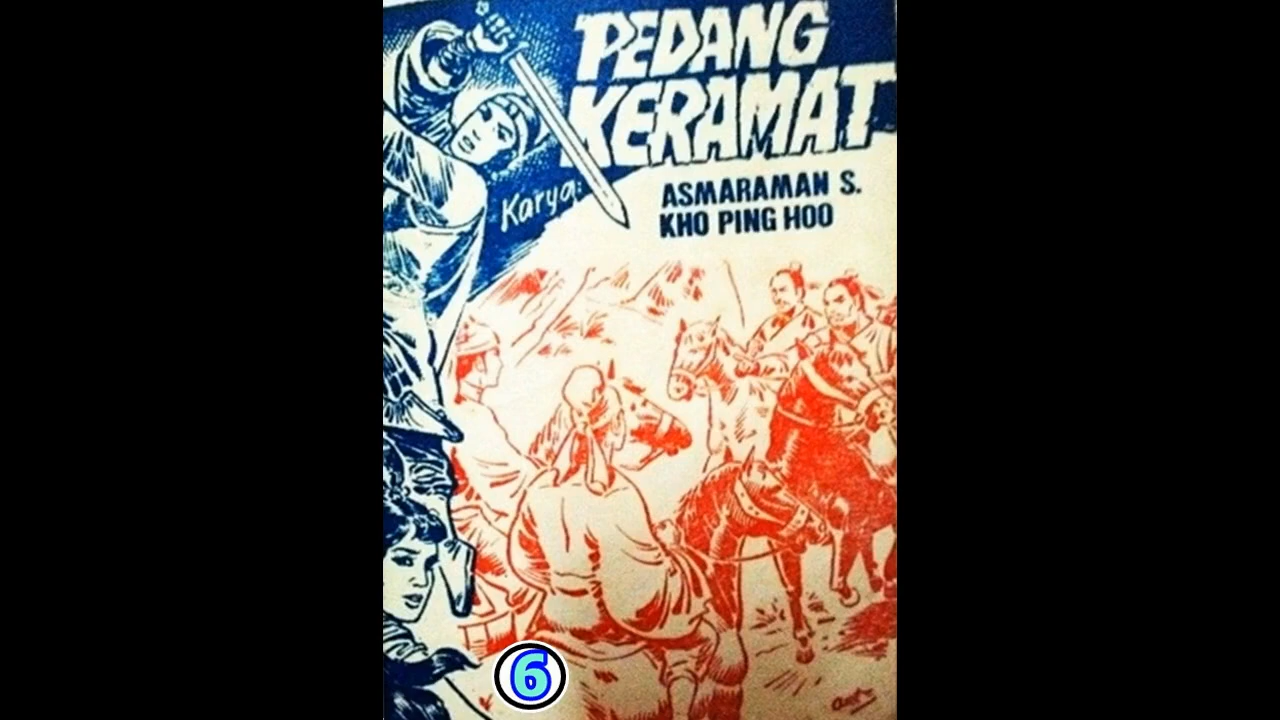 PEDANG
KERAMAT
Karya:
ASMARAMAN S.
KHO PING HOO
6